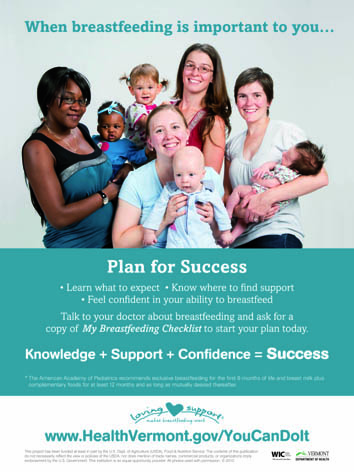 When breastfeeding is important to you...
Plan for Success
• Learn what to expect • Know where to find support
• Feel confident in your ability to breastfeed
Talk to your doctor about breastfeeding and ask for a
copy of My Breastfeeding Checklist to start your plan today.
Knowledge + Support + Confidence = Success
* The American Academy of Pediatrics recommends exclusive breastfeeding for the first 6 months of life and breast milk plus
complementary foods for at least 12 months and as long as mutually desired thereafter.
loving support®
makes breastfeeding work
www.HealthVermont.gov/YouCanDoIt
This project has been funded at least in part by the U.S. Dept. of Agriculture (USDA), Food & Nutrition Service. The contents of this publication
do not necessarily reflect the view or policies of the USDA, nor does mention of trade names, commercial products, or organizations imply
endorsement by the U.S. Government. This institution is an equal opportunity provider. All photos used with permission. © 2013
WIC
VERMONT
DEPARTMENT OF HEALTH